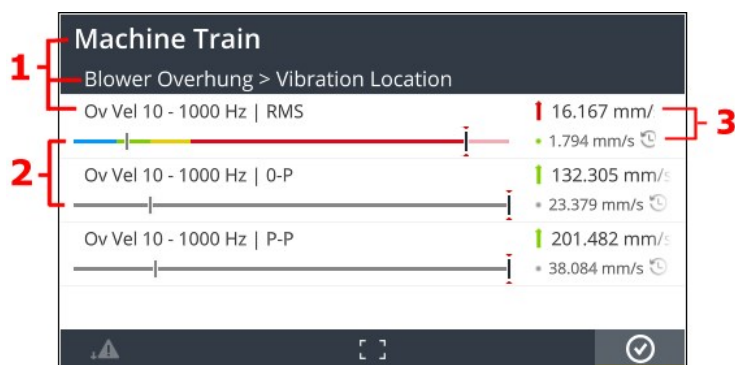 Machine Train
Blower Overhung > Vibration Location
Ov Vel 10 - 1000 Hz | RMS
16.167 mm/
1.794 mm/s
Ov Vel 10 - 1000 Hz | 0-P
132.305 mm/s
23.379 mm/s
Ov Vel 10 - 1000 Hz | P-P
201.482 mm/s
38.084 mm/s
1
2
3